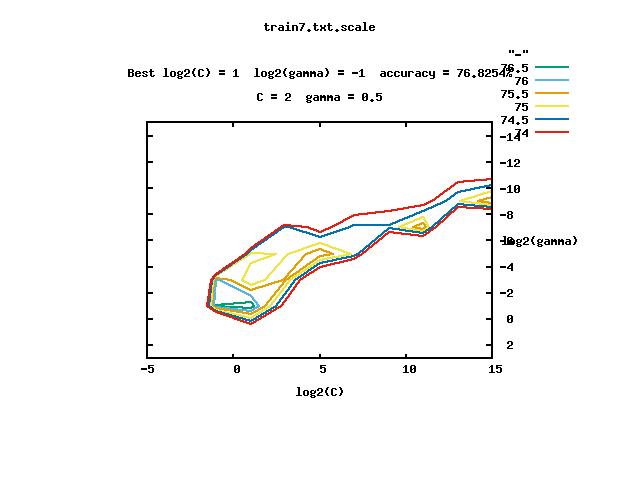 train7.txt.scale
"-"
Best log2(C) = 1  log2(gamma) = -1  accuracy = 76.8254%
76.5
76
C = 2  gamma = 0.5
75.5
75
74.5
74
-14
-12
-10
-8
-6
log2(gamma)
-4
-2
0
2
-5 0 5 10 15
log2(C)